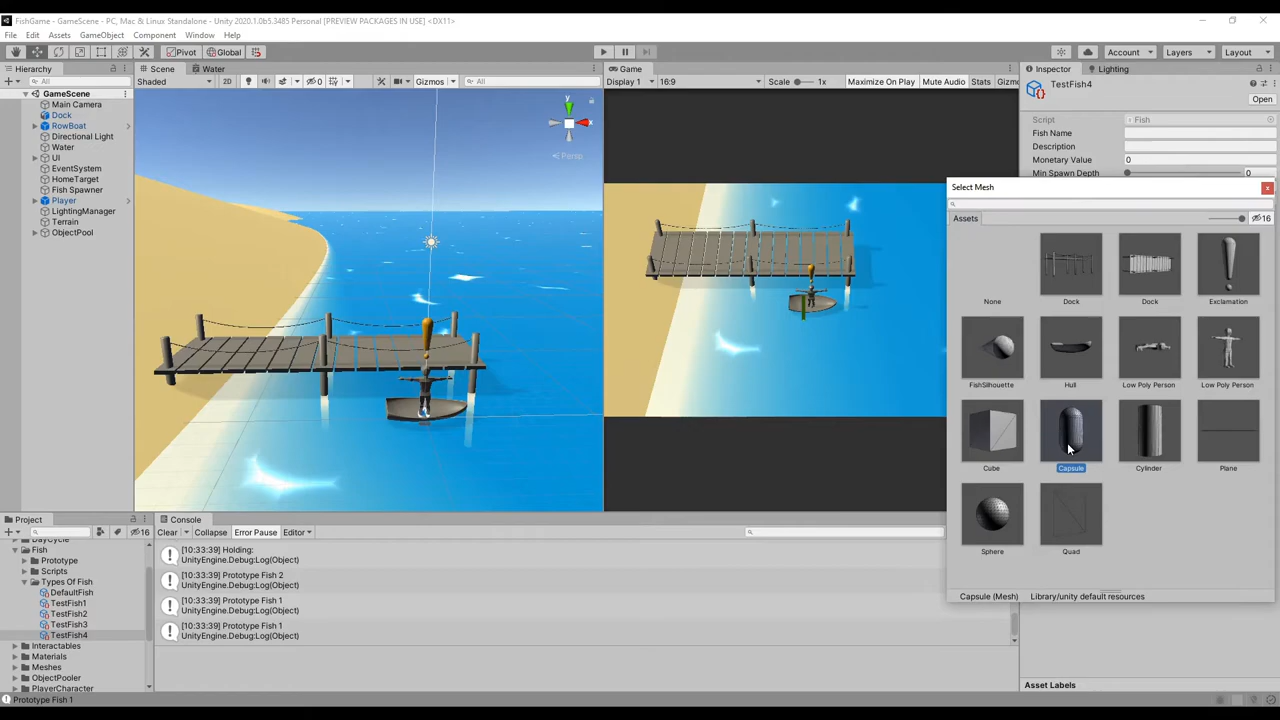 FishGame - GameScene - PC, Mac & Linux Standalone - Unity 2020.1.0b5.3485 Personal [PREVIEW PACKAGES IN USE] <DX11>
File Edit Assets GameObject Component Window Help
Pivot Global Account Layers Layout
Hierarchy Scene Water Game Inspector Lighting
All Shaded 2D 0 Gizmos All Display 1 16:9 Scale 1x Maximize On Play Mute Audio Stats Gizmos
GameScene
Main Camera
Dock
RowBoat
Directional Light
Water
UI
EventSystem
HomeTarget
Fish Spawner
Player
LightingManager
Terrain
ObjectPool
y
x
Persp
TestFish4
Open
Script Fish
Fish Name
Description
Monetary Value 0
Min Spawn Depth 0
Select Mesh
Assets 16
None Dock Dock Exclamation
FishSilhouette Hull Low Poly Person Low Poly Person
Cube Capsule Cylinder Plane
Sphere Quad
Capsule (Mesh) Library/unity default resources
Project
16
DayCycle
Fish
Prototype
Scripts
Types Of Fish
DefaultFish
TestFish1
TestFish2
TestFish3
TestFish4
Interactables
Materials
Meshes
ObjectPooler
PlayerCharacter
Console
Clear Collapse Error Pause Editor
[10:33:39] Holding:
UnityEngine.Debug:Log(Object)
[10:33:39] Prototype Fish 2
UnityEngine.Debug:Log(Object)
[10:33:39] Prototype Fish 1
UnityEngine.Debug:Log(Object)
[10:33:39] Prototype Fish 1
UnityEngine.Debug:Log(Object)
Asset Labels
Prototype Fish 1